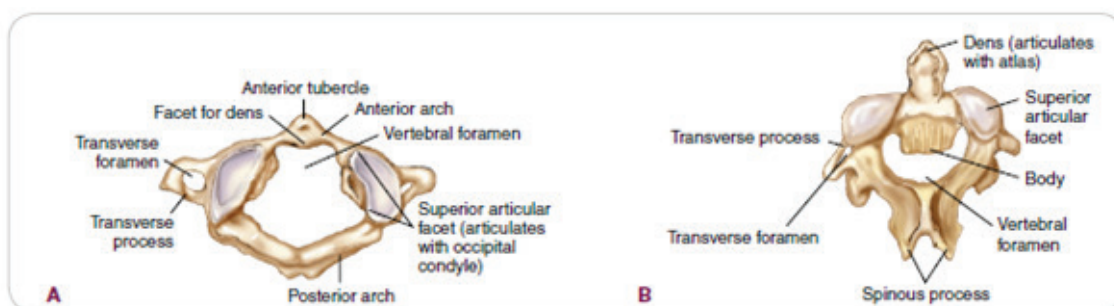 Anterior tubercle
Facet for dens
Anterior arch
Vertebral foramen
Transverse
foramen
Transverse
process
Superior articular
facet (articulates
with occipital
condyle)
Posterior arch
A
Dens (articulates
with atlas)
Superior
articular
facet
Transverse process
Body
Transverse foramen
Vertebral
foramen
Spinous process
B